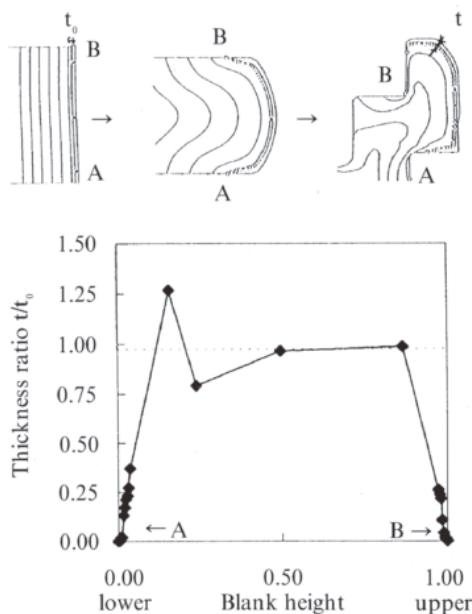 t₀
B
A
B
A
t
B
A
Thickness ratio t/t₀
1.50
1.25
1.00
0.75
0.50
0.25
0.00
← A
B →
0.00 0.50 1.00
lower Blank height upper